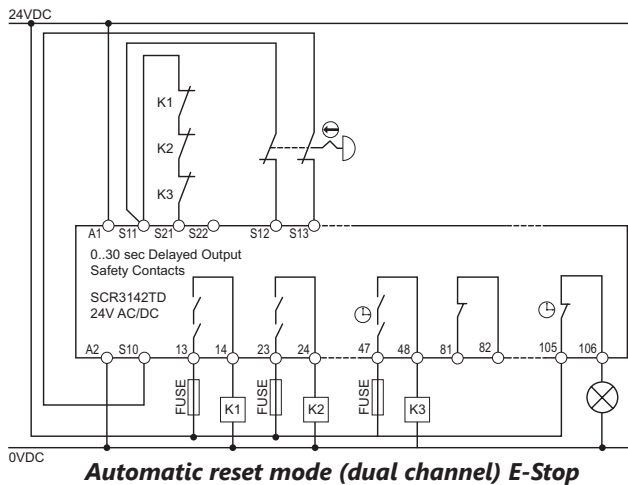 24VDC
K1
K2
K3
A1 S11 S21 S22 S12 S13
0..30 sec Delayed Output
Safety Contacts
SCR3142TD
24V AC/DC
A2 S10 13 14 23 24 47 48 81 82 105 106
FUSE K1 FUSE K2 FUSE K3
0VDC
Automatic reset mode (dual channel) E-Stop